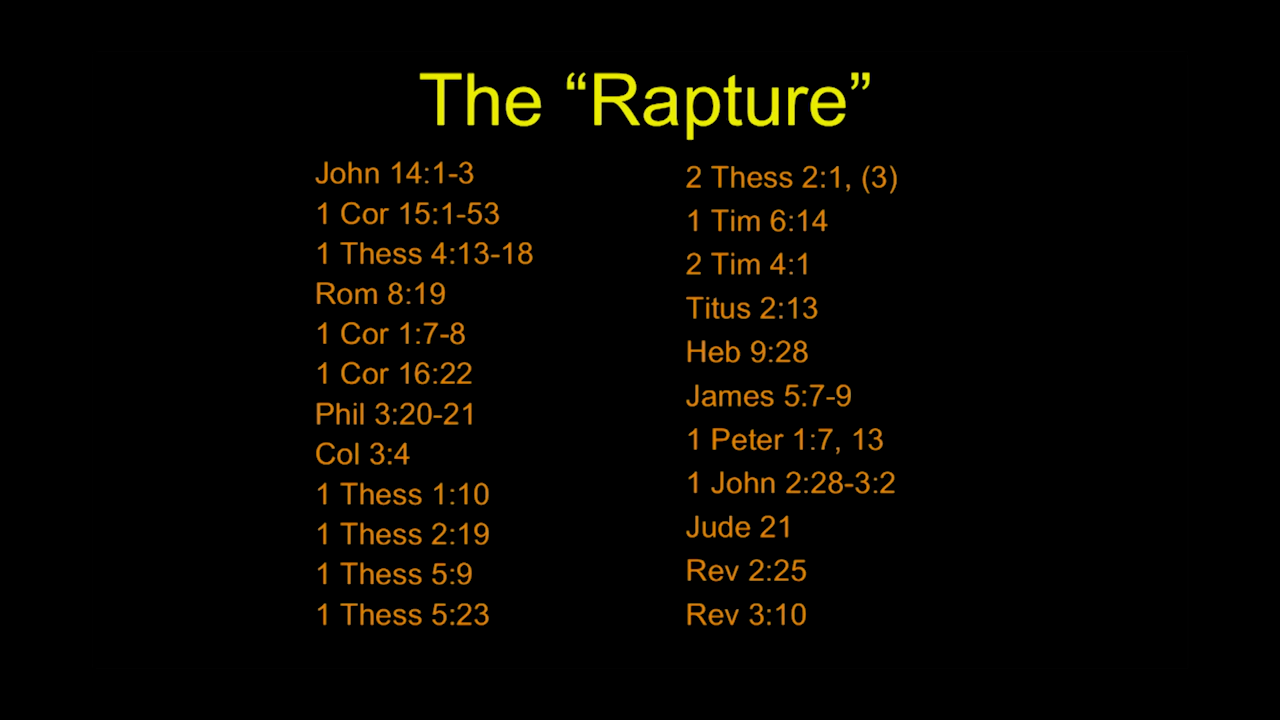 The “Rapture”
John 14:1-3
1 Cor 15:1-53
1 Thess 4:13-18
Rom 8:19
1 Cor 1:7-8
1 Cor 16:22
Phil 3:20-21
Col 3:4
1 Thess 1:10
1 Thess 2:19
1 Thess 5:9
1 Thess 5:23
2 Thess 2:1, (3)
1 Tim 6:14
2 Tim 4:1
Titus 2:13
Heb 9:28
James 5:7-9
1 Peter 1:7, 13
1 John 2:28-3:2
Jude 21
Rev 2:25
Rev 3:10